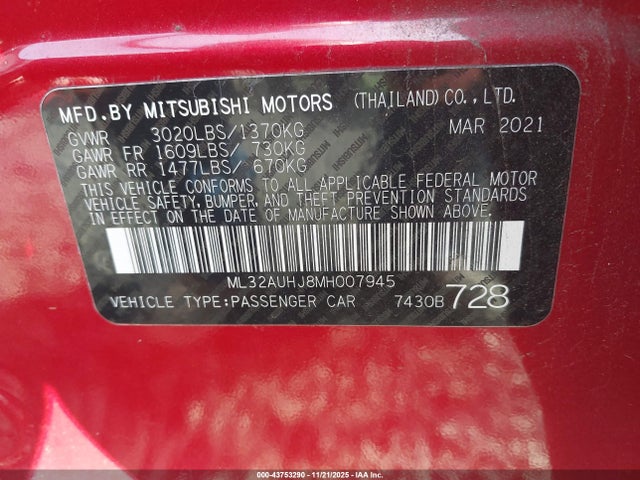 MFD.BY MITSUBISHI MOTORS (THAILAND)CO.,LTD.
GVWR 3020LBS/1370KG MAR 2021
GAWR FR 1609LBS/ 730KG
GAWR RR 1477LBS/ 670KG
THIS VEHICLE CONFORMS TO ALL APPLICABLE FEDERAL MOTOR
VEHICLE SAFETY, BUMPER, AND THEFT PREVENTION STANDARDS
IN EFFECT ON THE DATE OF MANUFACTURE SHOWN ABOVE.
ML32AUHJ8MH007945
VEHICLE TYPE:PASSENGER CAR 7430B 728
000-43753290 - 11/21/2025 - IAAI.COM